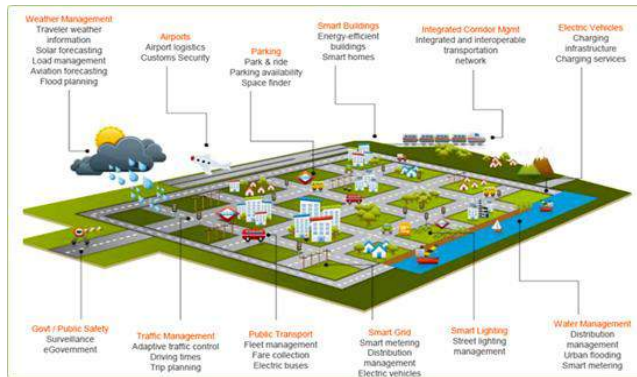 Weather Management
Traveler weather
information
Solar forecasting
Load management
Aviation forecasting
Flood planning
Airports
Airport logistics
Customs Security
Parking
Park & ride
Parking availability
Space finder
Smart Buildings
Energy-efficient
buildings
Smart homes
Integrated Corridor Mgmt
Integrated and interoperable
transportation
network
Electric Vehicles
Charging
infrastructure
Charging services
Govt / Public Safety
Surveillance
eGovernment
Traffic Management
Adaptive traffic control
Driving times
Trip planning
Public Transport
Fleet management
Fare collection
Electric buses
Smart Grid
Smart metering
Distribution
management
Electric vehicles
Smart Lighting
Street lighting
management
Water Management
Distribution
management
Urban flooding
Smart metering